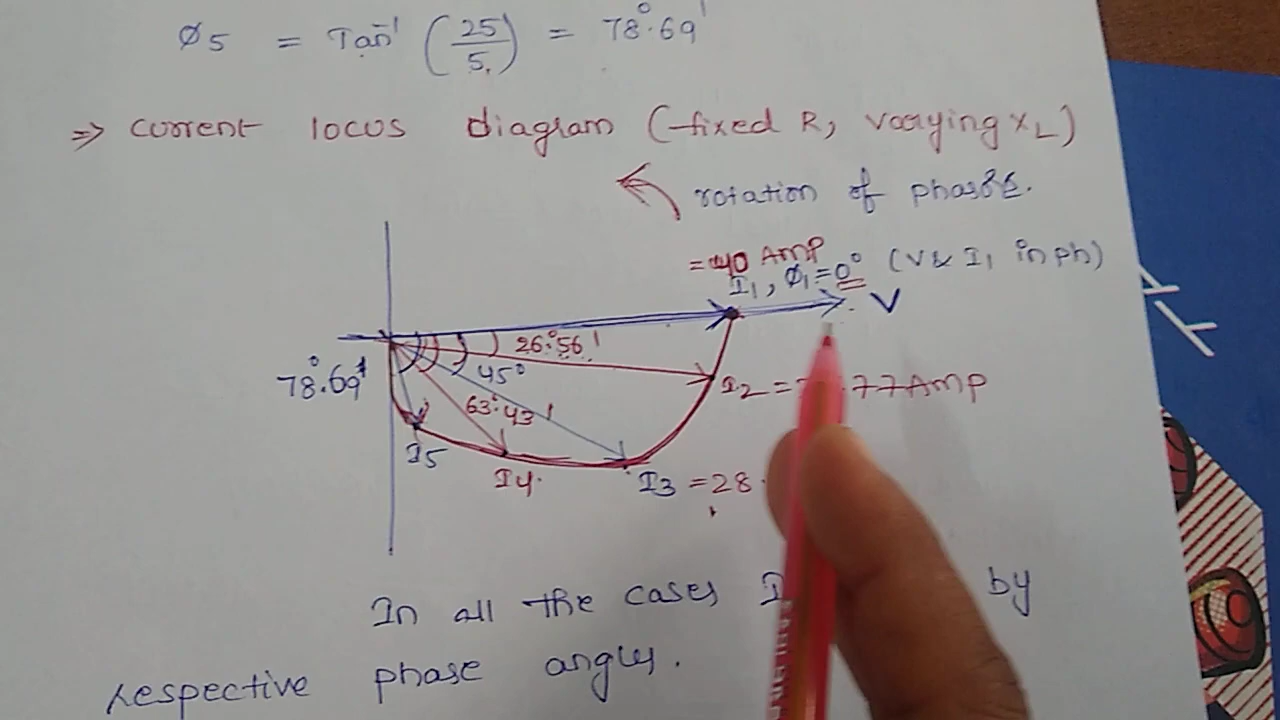 Ø5 = Tan⁻¹ (25/5) = 78°.69'
⇒ current locus diagram (fixed R, varying XL)
rotation of phasors.
= 40 AMP
I1, Ø1 = 0° (V & I1 in ph)
V
26°.56'
78°.69'
45°
I2 = .77 AMP
63°.43'
I5
I4.
I3 = 28
In all the cases I by
respective phase angles.